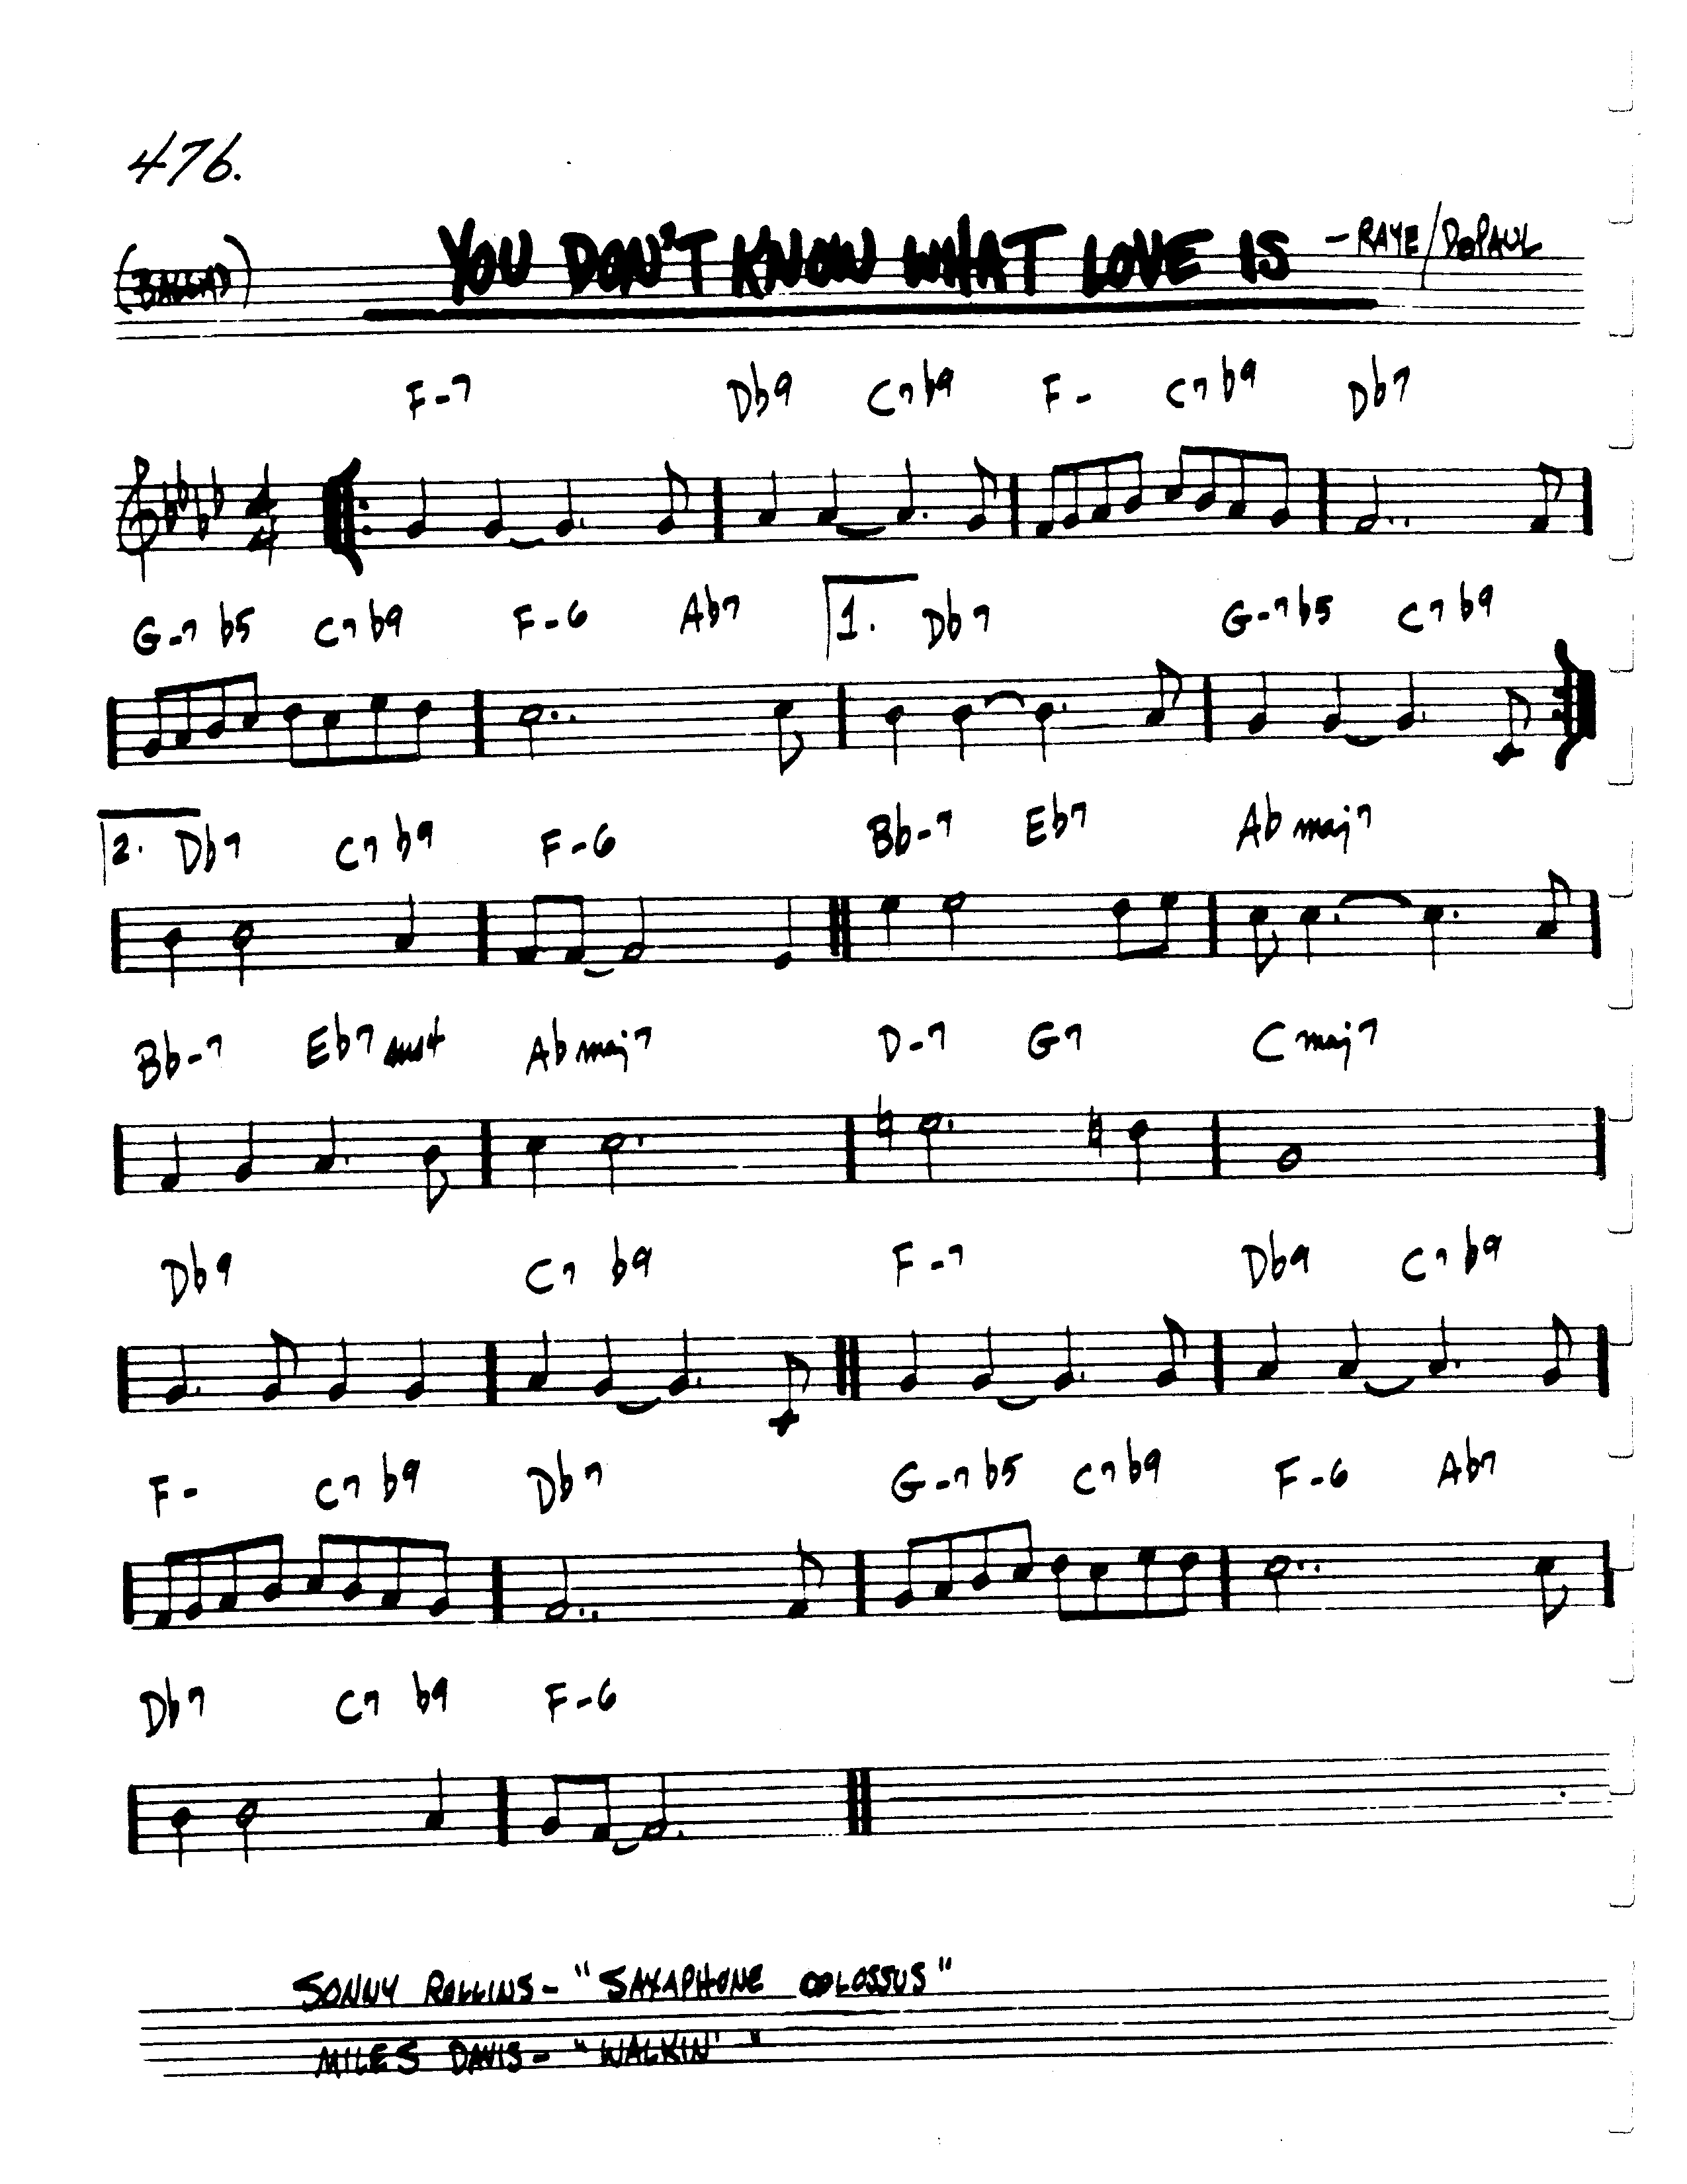 476.
(BALLAD) YOU DON'T KNOW WHAT LOVE IS - RAYE/DEPAUL
F-7 Db9 C7b9 F- C7b9 Db7
4 4
G-7b5 C7b9 F-6 Ab7 1. Db7 G-7b5 C7b9
2. Db7 C7b9 F-6 Bb-7 Eb7 Abmaj7
Bb-7 Eb7sus4 Abmaj7 D-7 G7 Cmaj7
Db9 C7b9 F-7 Db9 C7b9
F- C7b9 Db7 G-7b5 C7b9 F-6 Ab7
Db7 C7b9 F-6
SONNY ROLLINS - "SAXAPHONE COLOSSUS"
MILES DAVIS - "WALKIN'"